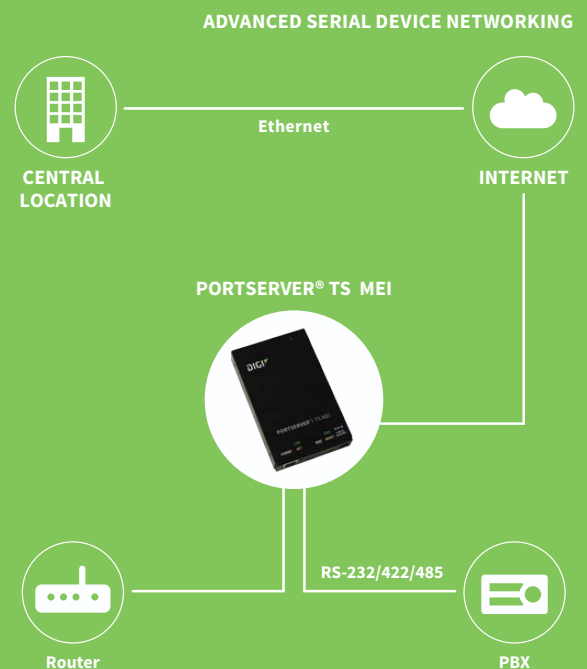 ADVANCED SERIAL DEVICE NETWORKING
Ethernet
CENTRAL
LOCATION
INTERNET
PORTSERVER® TS MEI
DIGI
PORTSERVER
TS MEI
RS-232/422/485
Router
PBX